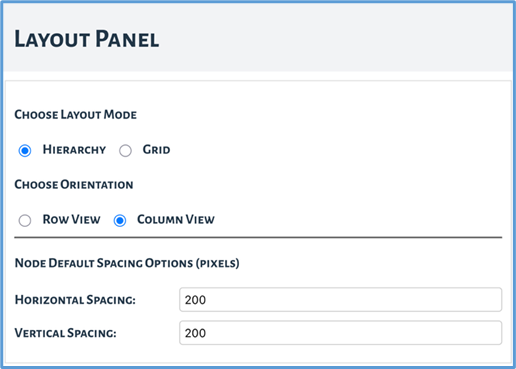 Layout Panel
Choose Layout Mode
Hierarchy Grid
Choose Orientation
Row View Column View
Node Default Spacing Options (pixels)
Horizontal Spacing: 200
Vertical Spacing: 200